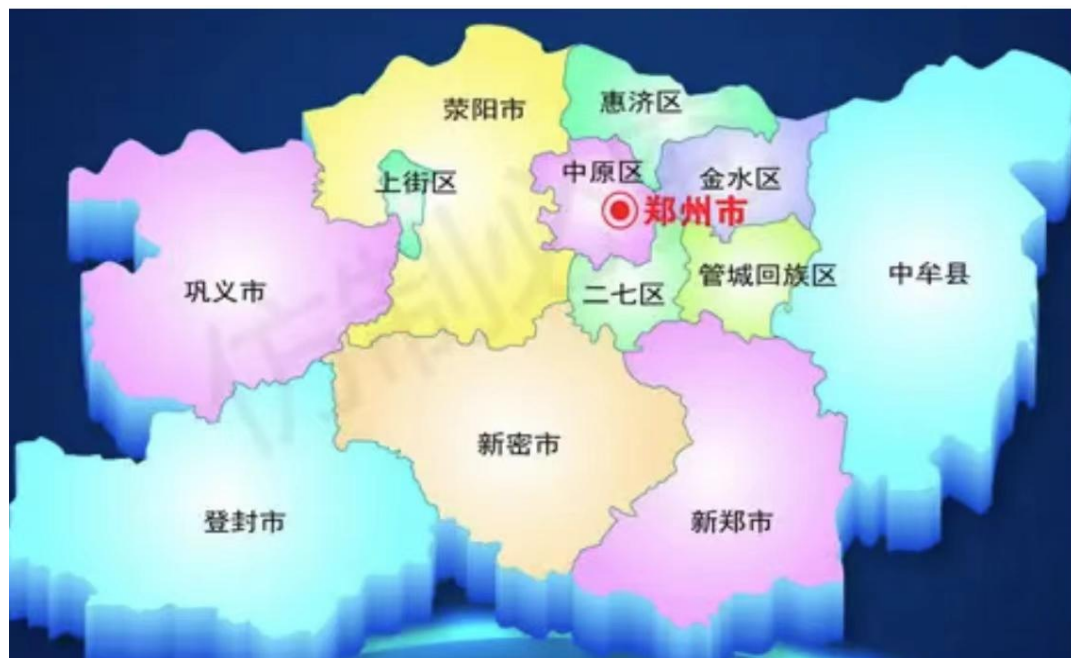 荥阳市
惠济区
中原区
金水区
上街区
郑州市
巩义市
二七区
管城回族区
中牟县
新密市
登封市
新郑市